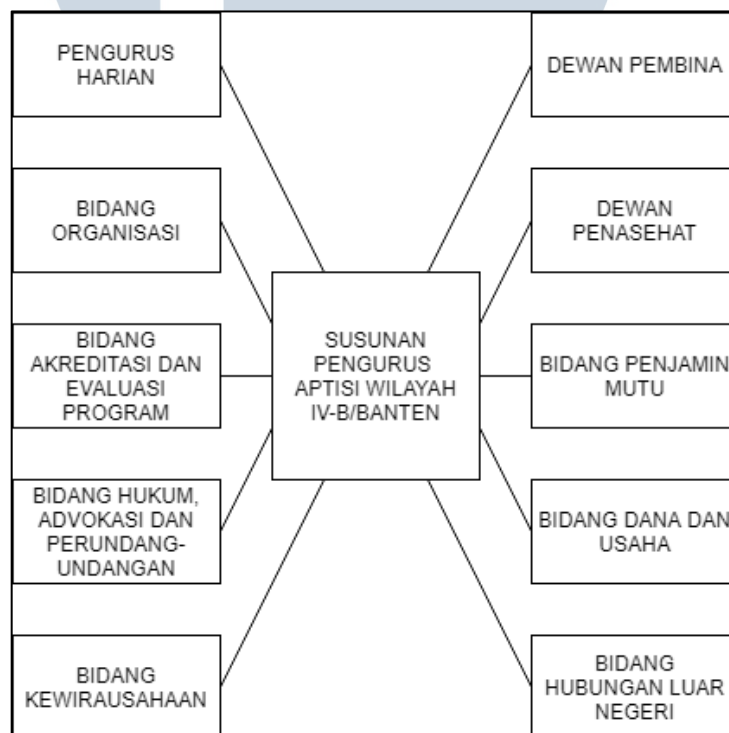 PENGURUS
HARIAN
DEWAN PEMBINA
BIDANG
ORGANISASI
DEWAN
PENASEHAT
SUSUNAN
PENGURUS
APTISI WILAYAH
IV-B/BANTEN
BIDANG
AKREDITASI DAN
EVALUASI
PROGRAM
BIDANG PENJAMIN
MUTU
BIDANG HUKUM,
ADVOKASI DAN
PERUNDANG-
UNDANGAN
BIDANG DANA DAN
USAHA
BIDANG
KEWIRAUSAHAAN
BIDANG
HUBUNGAN LUAR
NEGERI